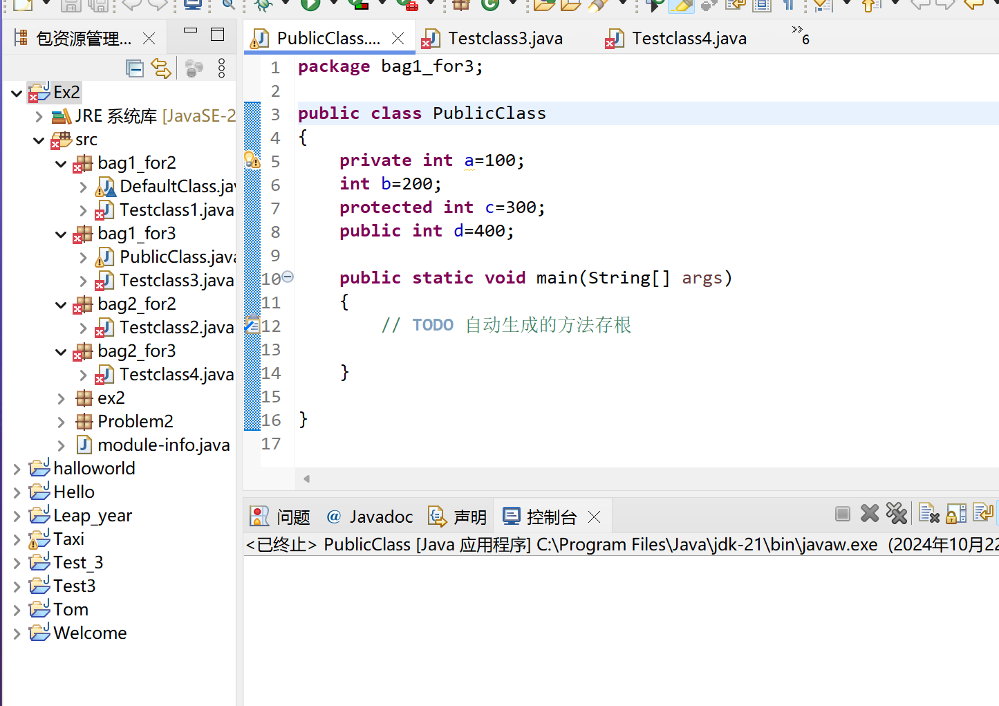 包资源管理...
Ex2
JRE 系统库 [JavaSE-2
src
bag1_for2
DefaultClass.jav
Testclass1.java
bag1_for3
PublicClass.java
Testclass3.java
bag2_for2
Testclass2.java
bag2_for3
Testclass4.java
ex2
Problem2
module-info.java
halloworld
Hello
Leap_year
Taxi
Test_3
Test3
Tom
Welcome
PublicClass.... Testclass3.java Testclass4.java »6
1 package bag1_for3;
2
3 public class PublicClass
4 {
5 private int a=100;
6 int b=200;
7 protected int c=300;
8 public int d=400;
9
10 public static void main(String[] args)
11 {
12 // TODO 自动生成的方法存根
13
14 }
15
16 }
17
问题 @ Javadoc 声明 控制台
<已终止> PublicClass [Java 应用程序] C:\Program Files\Java\jdk-21\bin\javaw.exe (2024年10月22